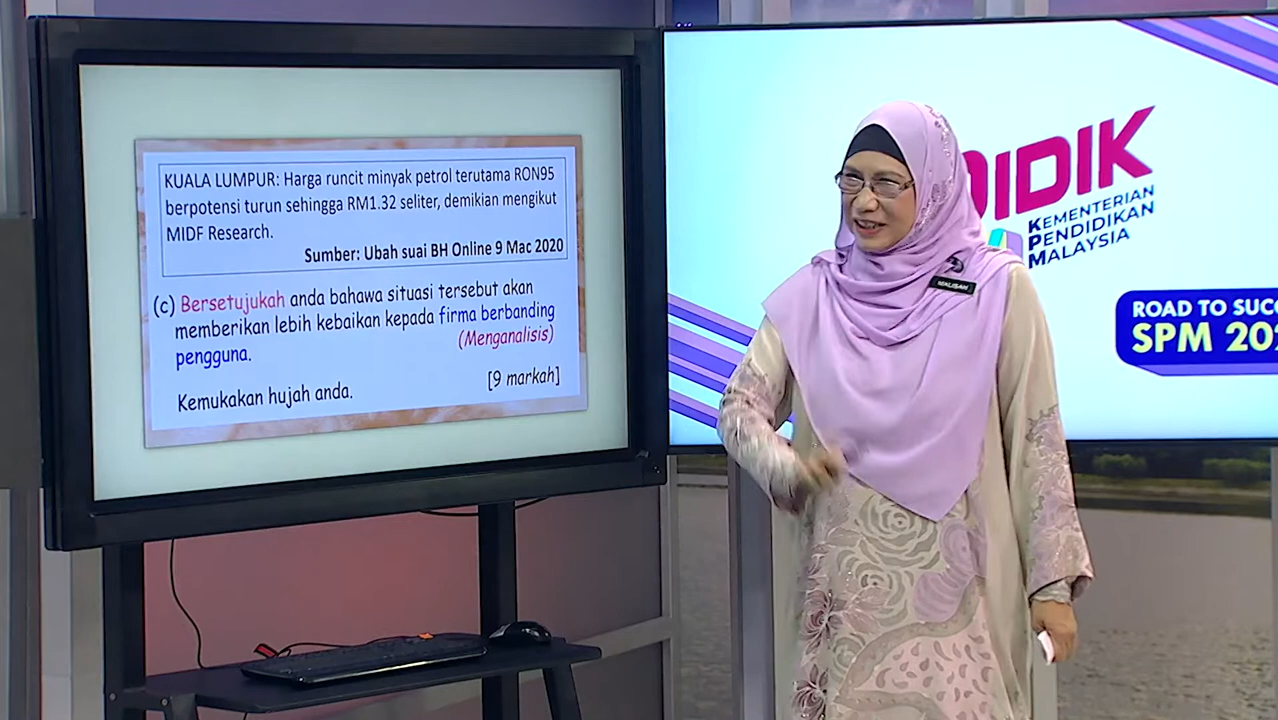 KUALA LUMPUR: Harga runcit minyak petrol terutama RON95
berpotensi turun sehingga RM1.32 seliter, demikian mengikut
MIDF Research.
Sumber: Ubah suai BH Online 9 Mac 2020
(c) Bersetujukah anda bahawa situasi tersebut akan
memberikan lebih kebaikan kepada firma berbanding
pengguna. (Menganalisis)
[9 markah]
Kemukakan hujah anda.
DIDIK
KEMENTERIAN
PENDIDIKAN
MALAYSIA
ROAD TO
SPM